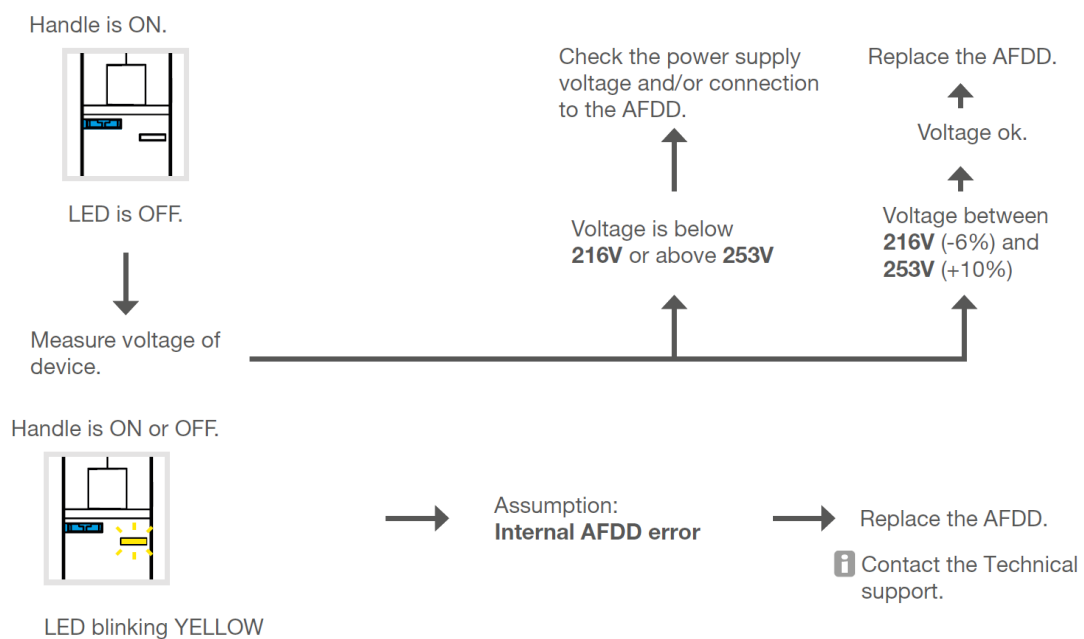 Handle is ON.
LED is OFF.
Measure voltage of
device.
Check the power supply
voltage and/or connection
to the AFDD.
Voltage is below
216V or above 253V
Replace the AFDD.
Voltage ok.
Voltage between
216V (-6%) and
253V (+10%)
Handle is ON or OFF.
LED blinking YELLOW
Assumption:
Internal AFDD error
Replace the AFDD.
Contact the Technical
support.